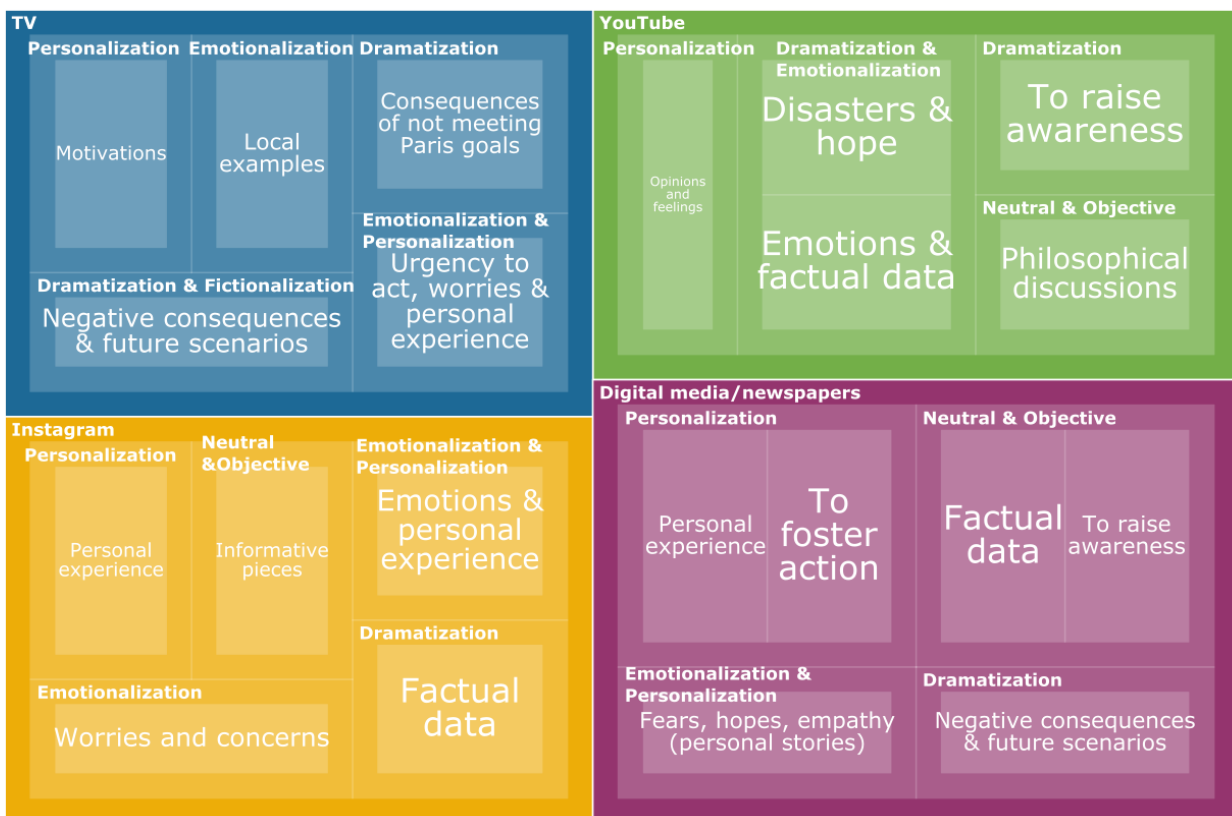 TV
Personalization
Motivations
Emotionalization
Local
examples
Dramatization
Consequences
of not meeting
Paris goals
Dramatization & Fictionalization
Negative consequences
& future scenarios
Emotionalization &
Personalization
Urgency to
act, worries &
personal
experience
YouTube
Personalization
Opinions
and
feelings
Dramatization &
Emotionalization
Disasters &
hope
Emotions &
factual data
Dramatization
To raise
awareness
Neutral & Objective
Philosophical
discussions
Instagram
Personalization
Personal
experience
Neutral
&Objective
Informative
pieces
Emotionalization &
Personalization
Emotions &
personal
experience
Emotionalization
Worries and concerns
Dramatization
Factual
data
Digital media/newspapers
Personalization
Personal
experience
To
foster
action
Neutral & Objective
Factual
data
To raise
awareness
Emotionalization &
Personalization
Fears, hopes, empathy
(personal stories)
Dramatization
Negative consequences
& future scenarios